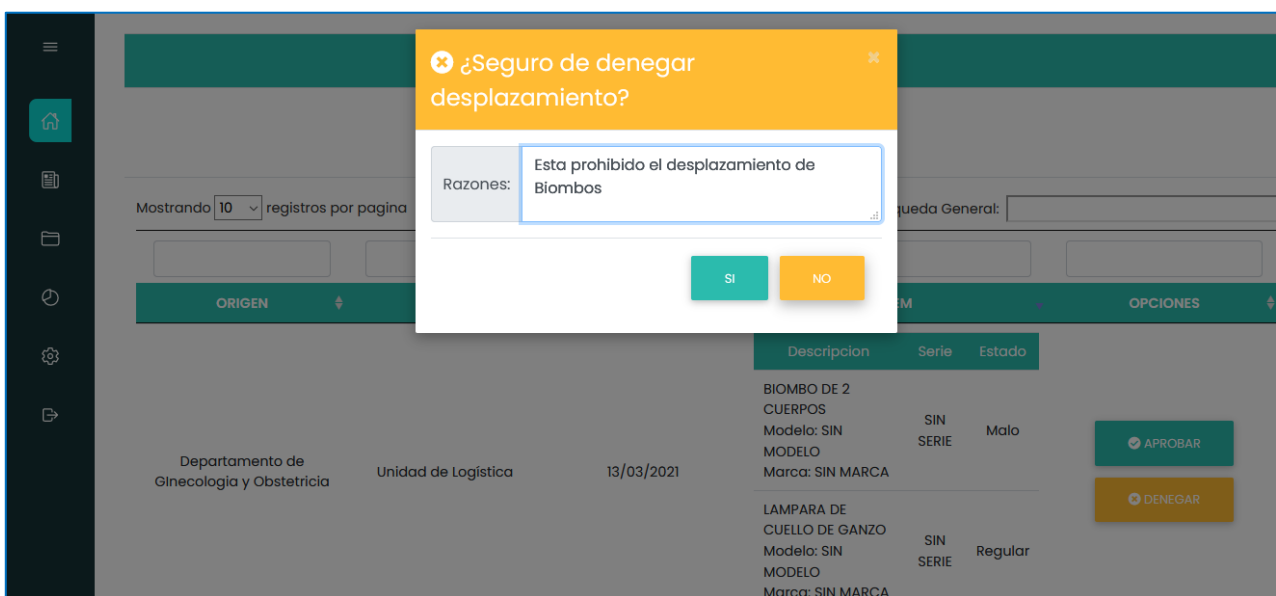 ¿Seguro de denegar
desplazamiento?
Razones:
Esta prohibido el desplazamiento de
Biombos
SI
NO
Mostrando 10 registros por pagina
queda General:
ORIGEN
EM
OPCIONES
Descripcion Serie Estado
Departamento de
GInecologia y Obstetricia
Unidad de Logística
13/03/2021
BIOMBO DE 2
CUERPOS
Modelo: SIN
MODELO
Marca: SIN MARCA
SIN
SERIE
Malo
LAMPARA DE
CUELLO DE GANZO
Modelo: SIN
MODELO
Marca: SIN MARCA
SIN
SERIE
Regular
APROBAR
DENEGAR